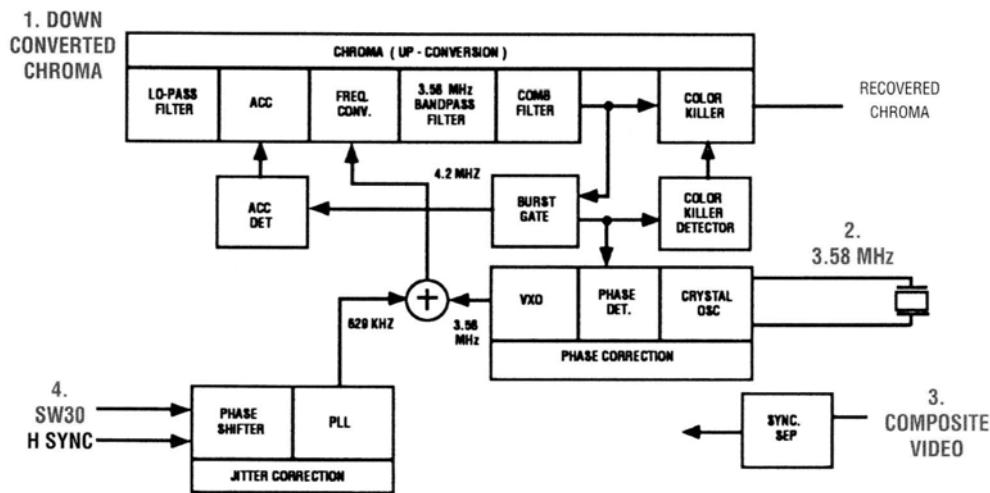 1. DOWN
CONVERTED
CHROMA
CHROMA ( UP - CONVERSION )
LO-PASS
FILTER
ACC
FREQ.
CONV.
3.58 MHz
BANDPASS
FILTER
COMB
FILTER
COLOR
KILLER
RECOVERED
CHROMA
4.2 MHZ
ACC
DET
BURST
GATE
COLOR
KILLER
DETECTOR
2.
3.58 MHz
+
629 KHZ
3.58
MHz
VXO
PHASE
DET.
CRYSTAL
OSC
PHASE CORRECTION
4.
SW30
H SYNC
PHASE
SHIFTER
PLL
JITTER CORRECTION
SYNC.
SEP
3.
COMPOSITE
VIDEO